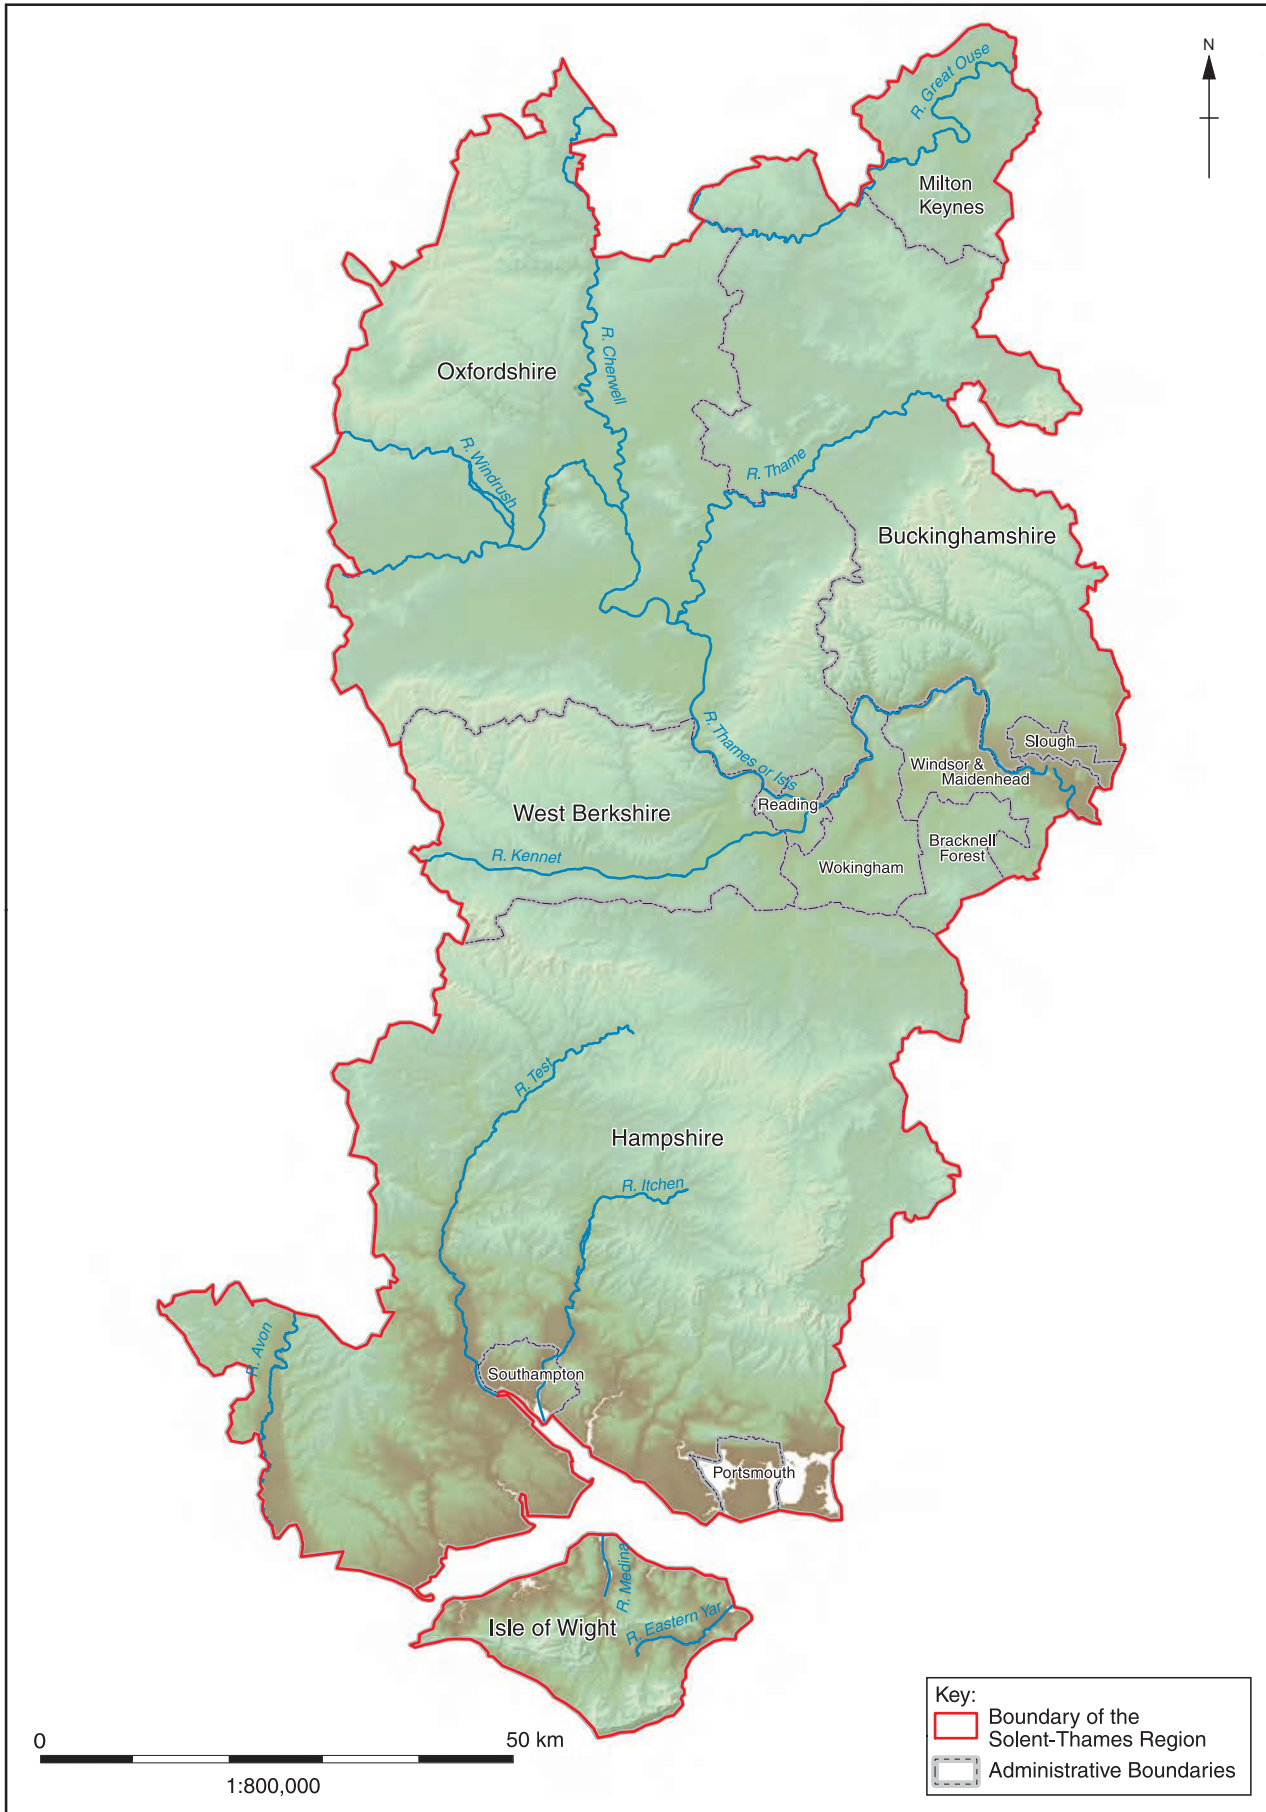 N
R. Great Ouse
Milton
Keynes
R. Cherwell
Oxfordshire
R. Windrush
R. Thame
Buckinghamshire
R. Thames or Isis
Slough
Windsor &
Maidenhead
Reading
West Berkshire
Bracknell
Forest
R. Kennet
Wokingham
R. Test
Hampshire
R. Itchen
R. Avon
Southampton
Portsmouth
R. Medina
Isle of Wight
R. Eastern Yar
Key:
Boundary of the
Solent-Thames Region
Administrative Boundaries
0
50 km
1:800,000